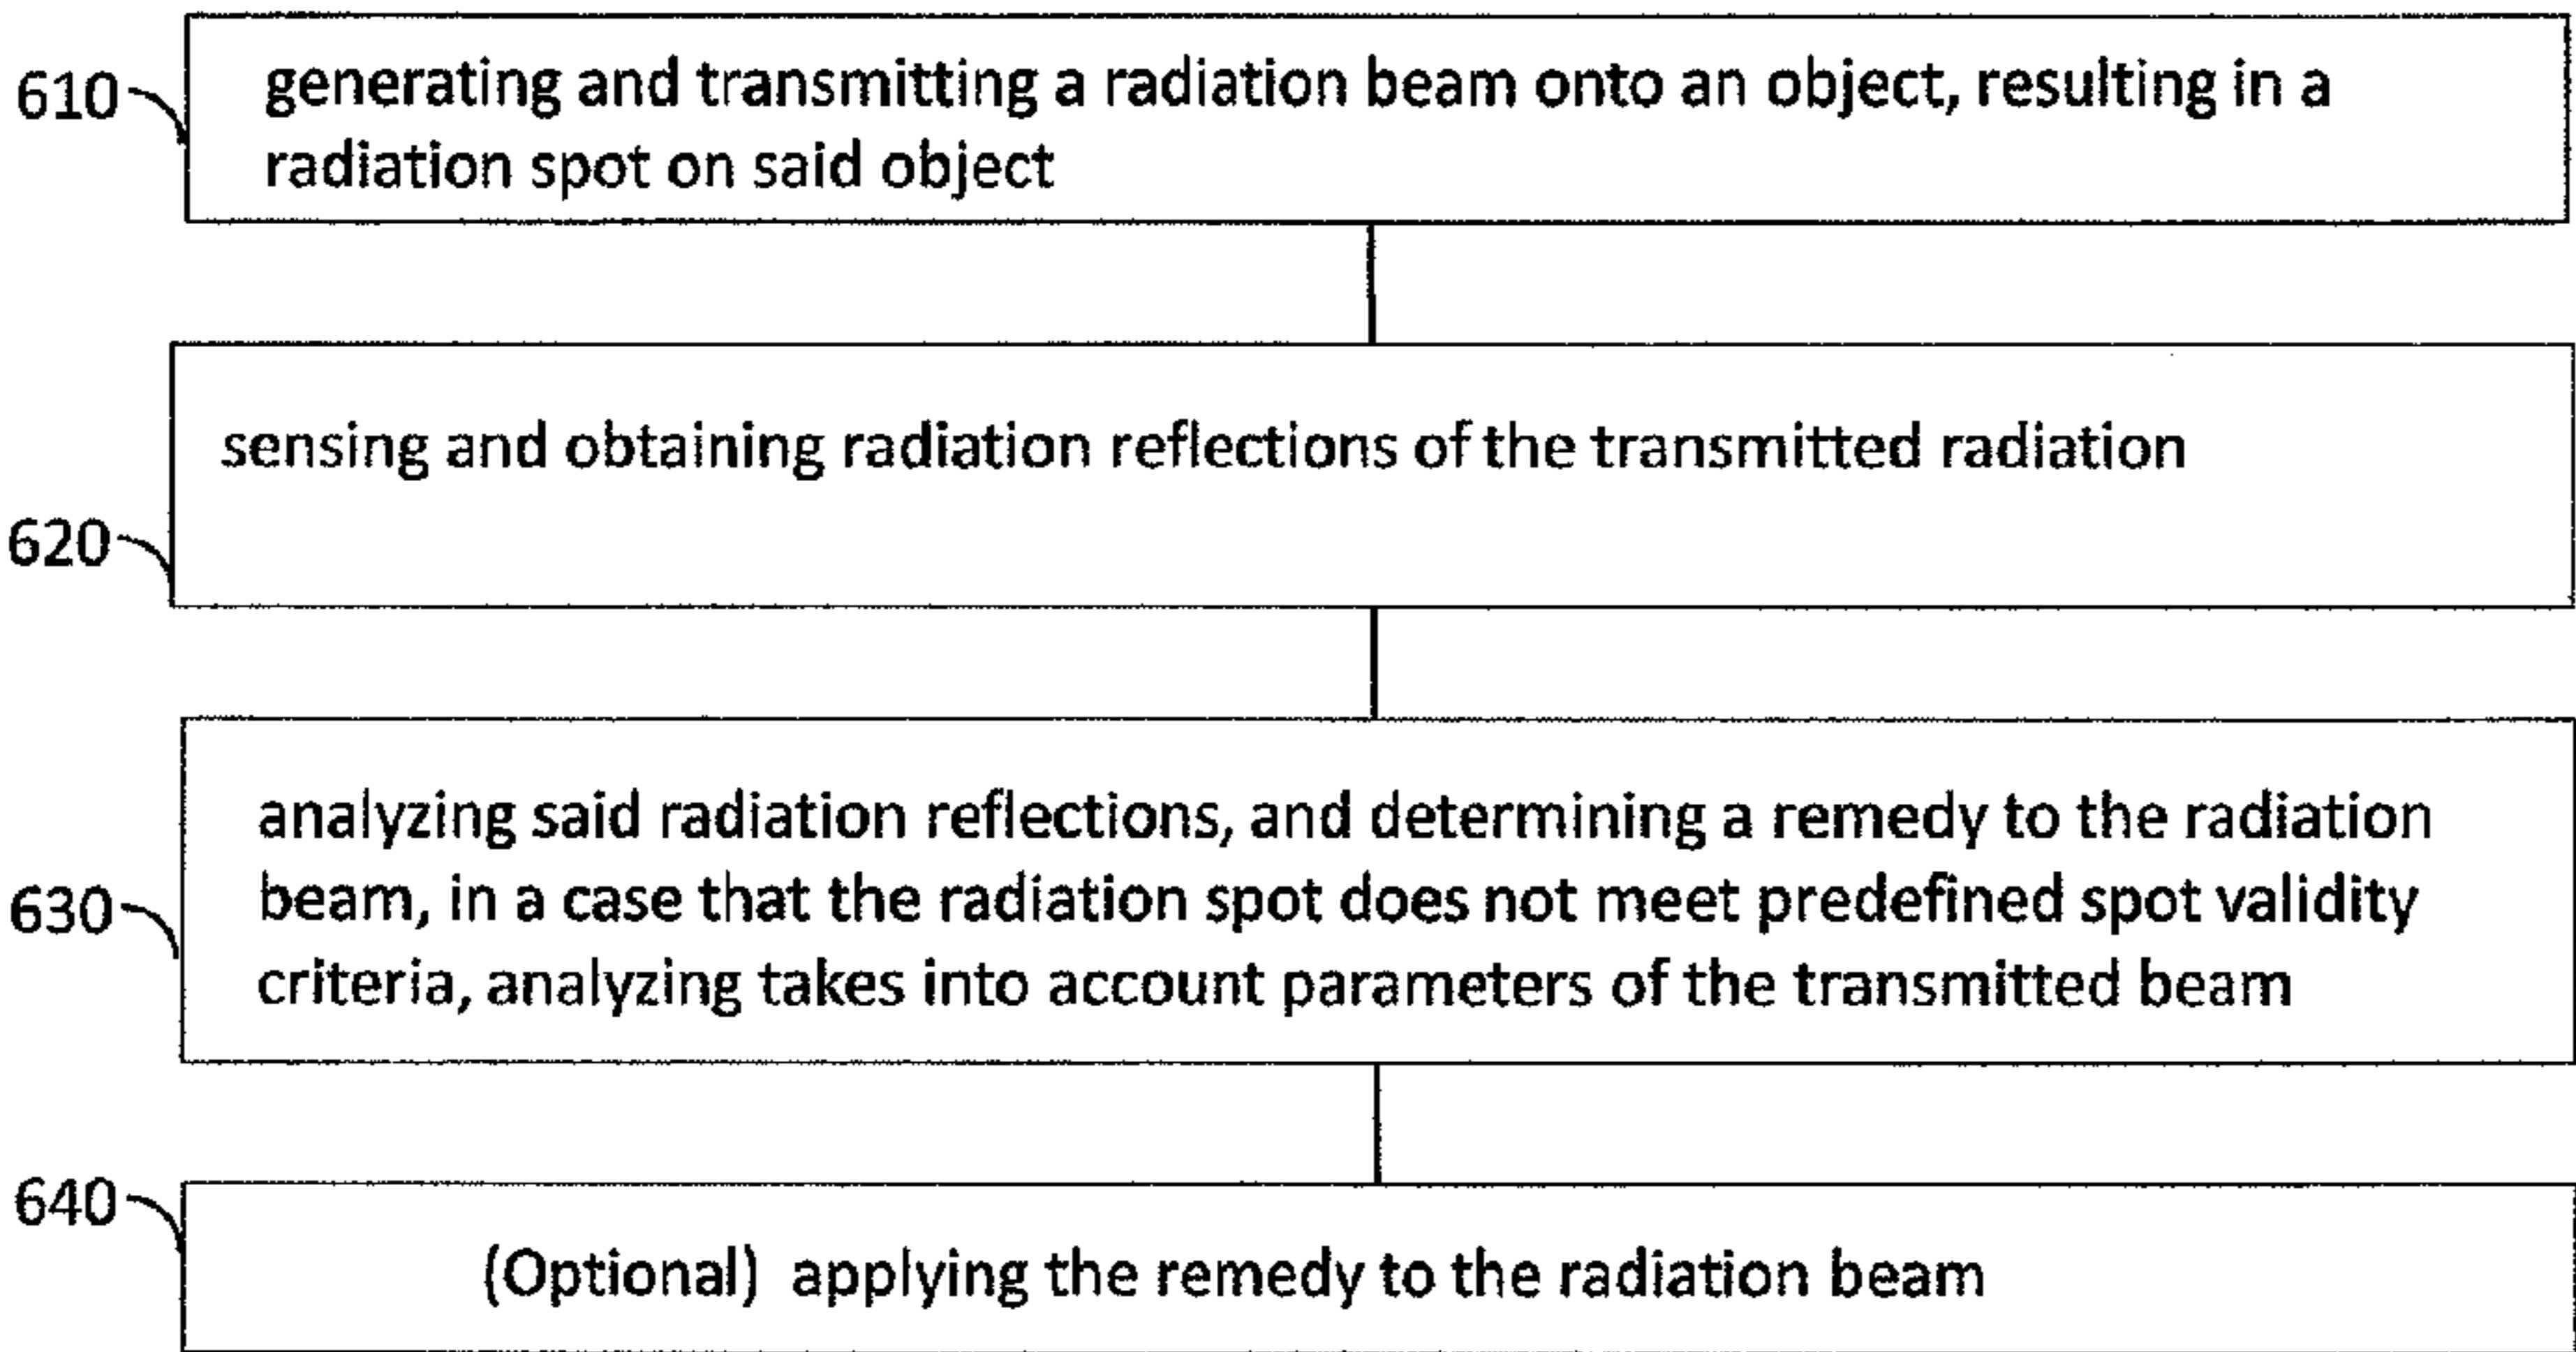 610
generating and transmitting a radiation beam onto an object, resulting in a
radiation spot on said object
sensing and obtaining radiation reflections of the transmitted radiation
620
analyzing said radiation reflections, and determining a remedy to the radiation
630
beam, in a case that the radiation spot does not meet predefined spot validity
criteria, analyzing takes into account parameters of the transmitted beam
640
(Optional) applying the remedy to the radiation beam